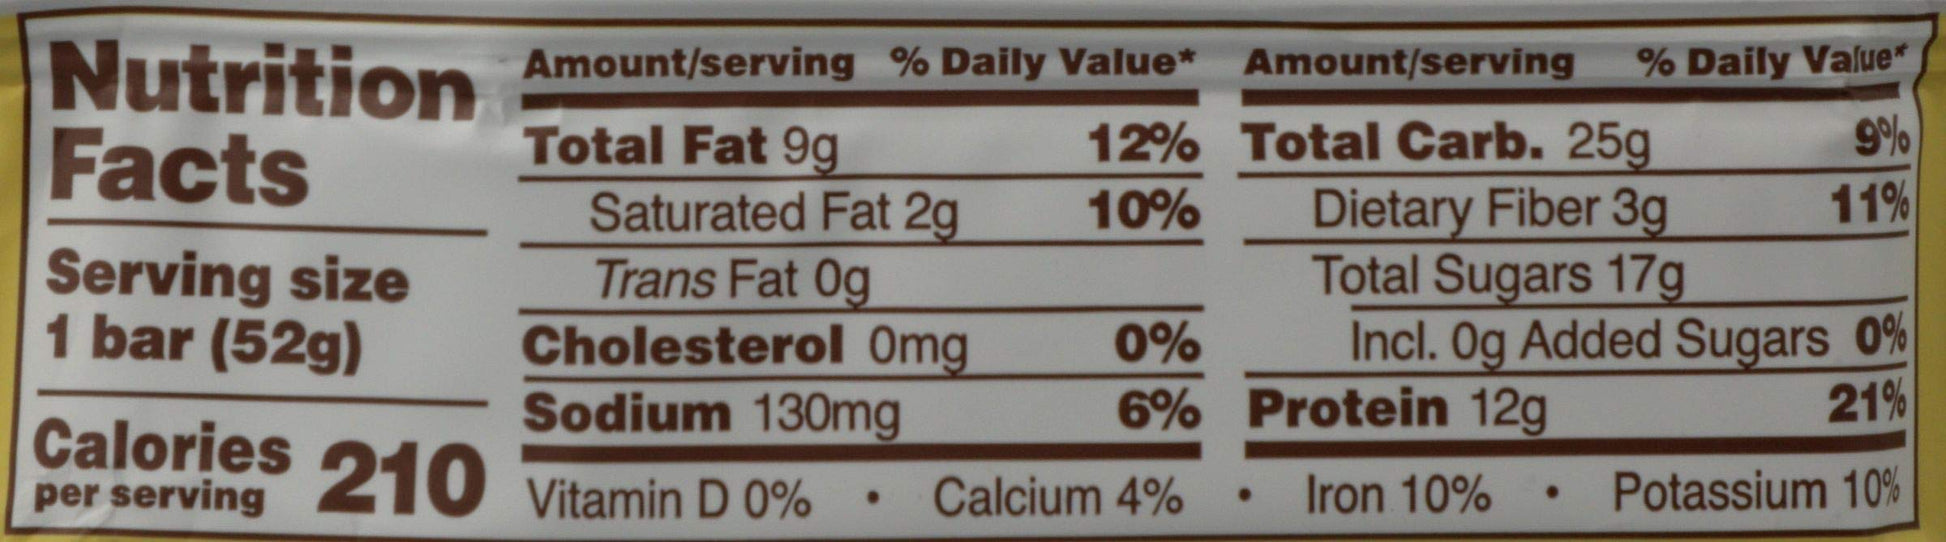 Nutrition
Facts
Serving size
1 bar (52g)
Calories
per serving
210
Amount/serving % Daily Value*
Total Fat 9g 12%
Saturated Fat 2g 10%
Trans Fat 0g
Cholesterol 0mg 0%
Sodium 130mg 6%
Amount/serving % Daily Value*
Total Carb. 25g 9%
Dietary Fiber 3g 11%
Total Sugars 17g
Incl. 0g Added Sugars 0%
Protein 12g 21%
Vitamin D 0% • Calcium 4% • Iron 10% • Potassium 10%